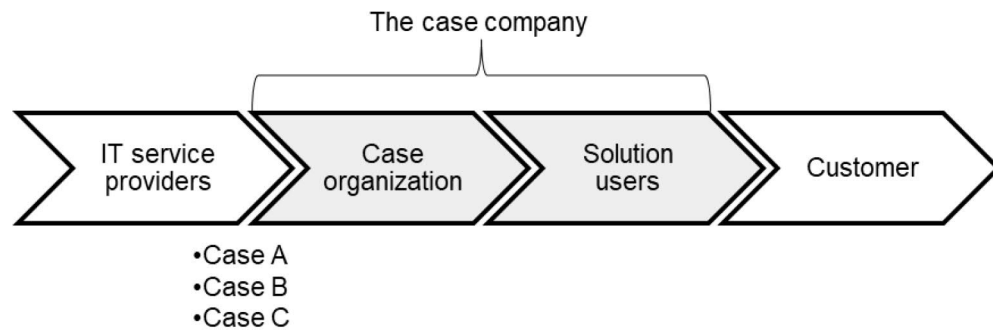 The case company
IT service
providers
Case
organization
Solution
users
Customer
•Case A
•Case B
•Case C